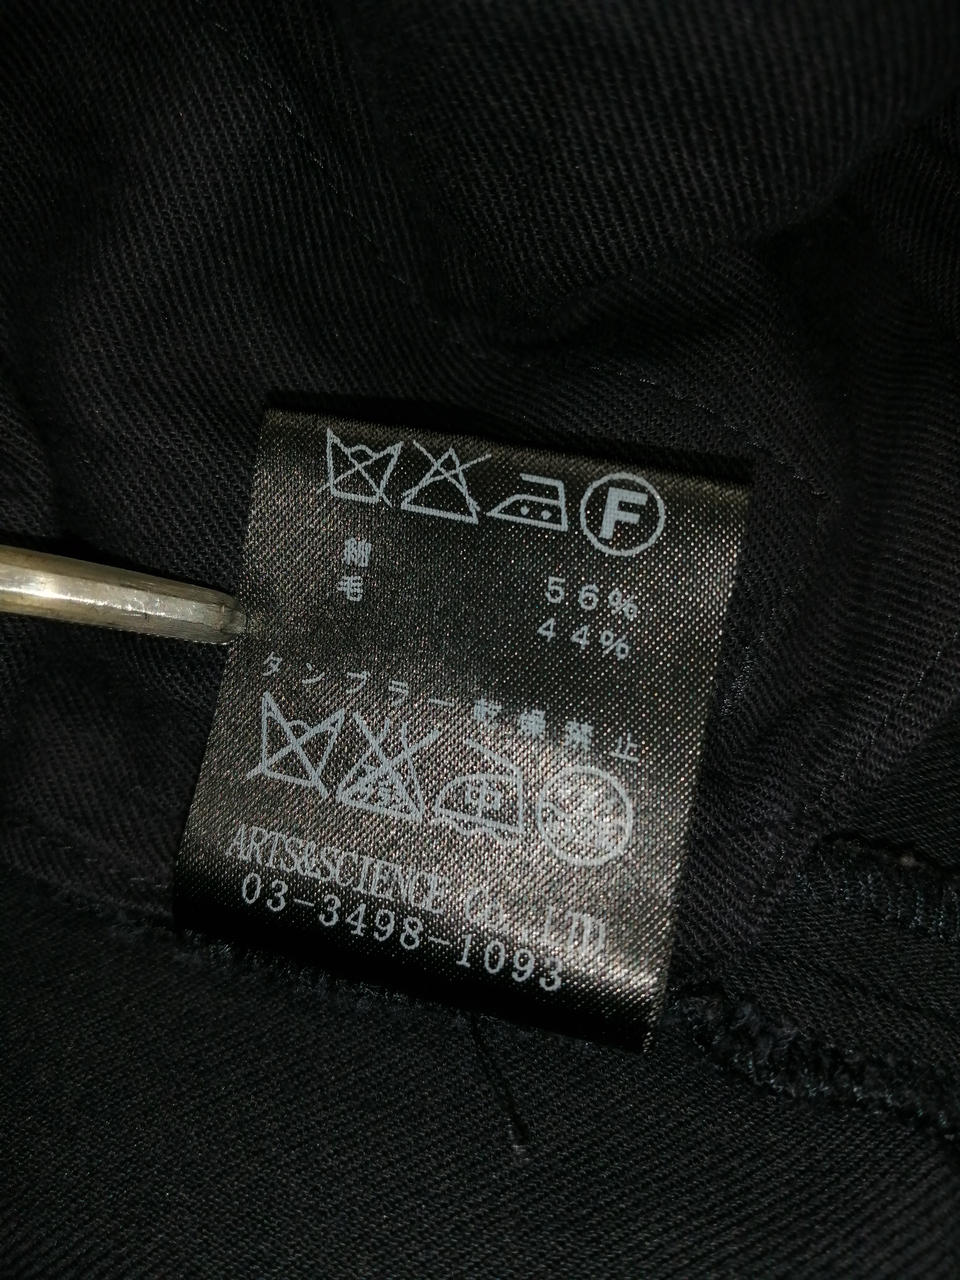 F
綿 56%
毛 44%
タンブラー乾燥禁止
中
ARTS&SCIENCE Co.,LTD
03-3498-1093